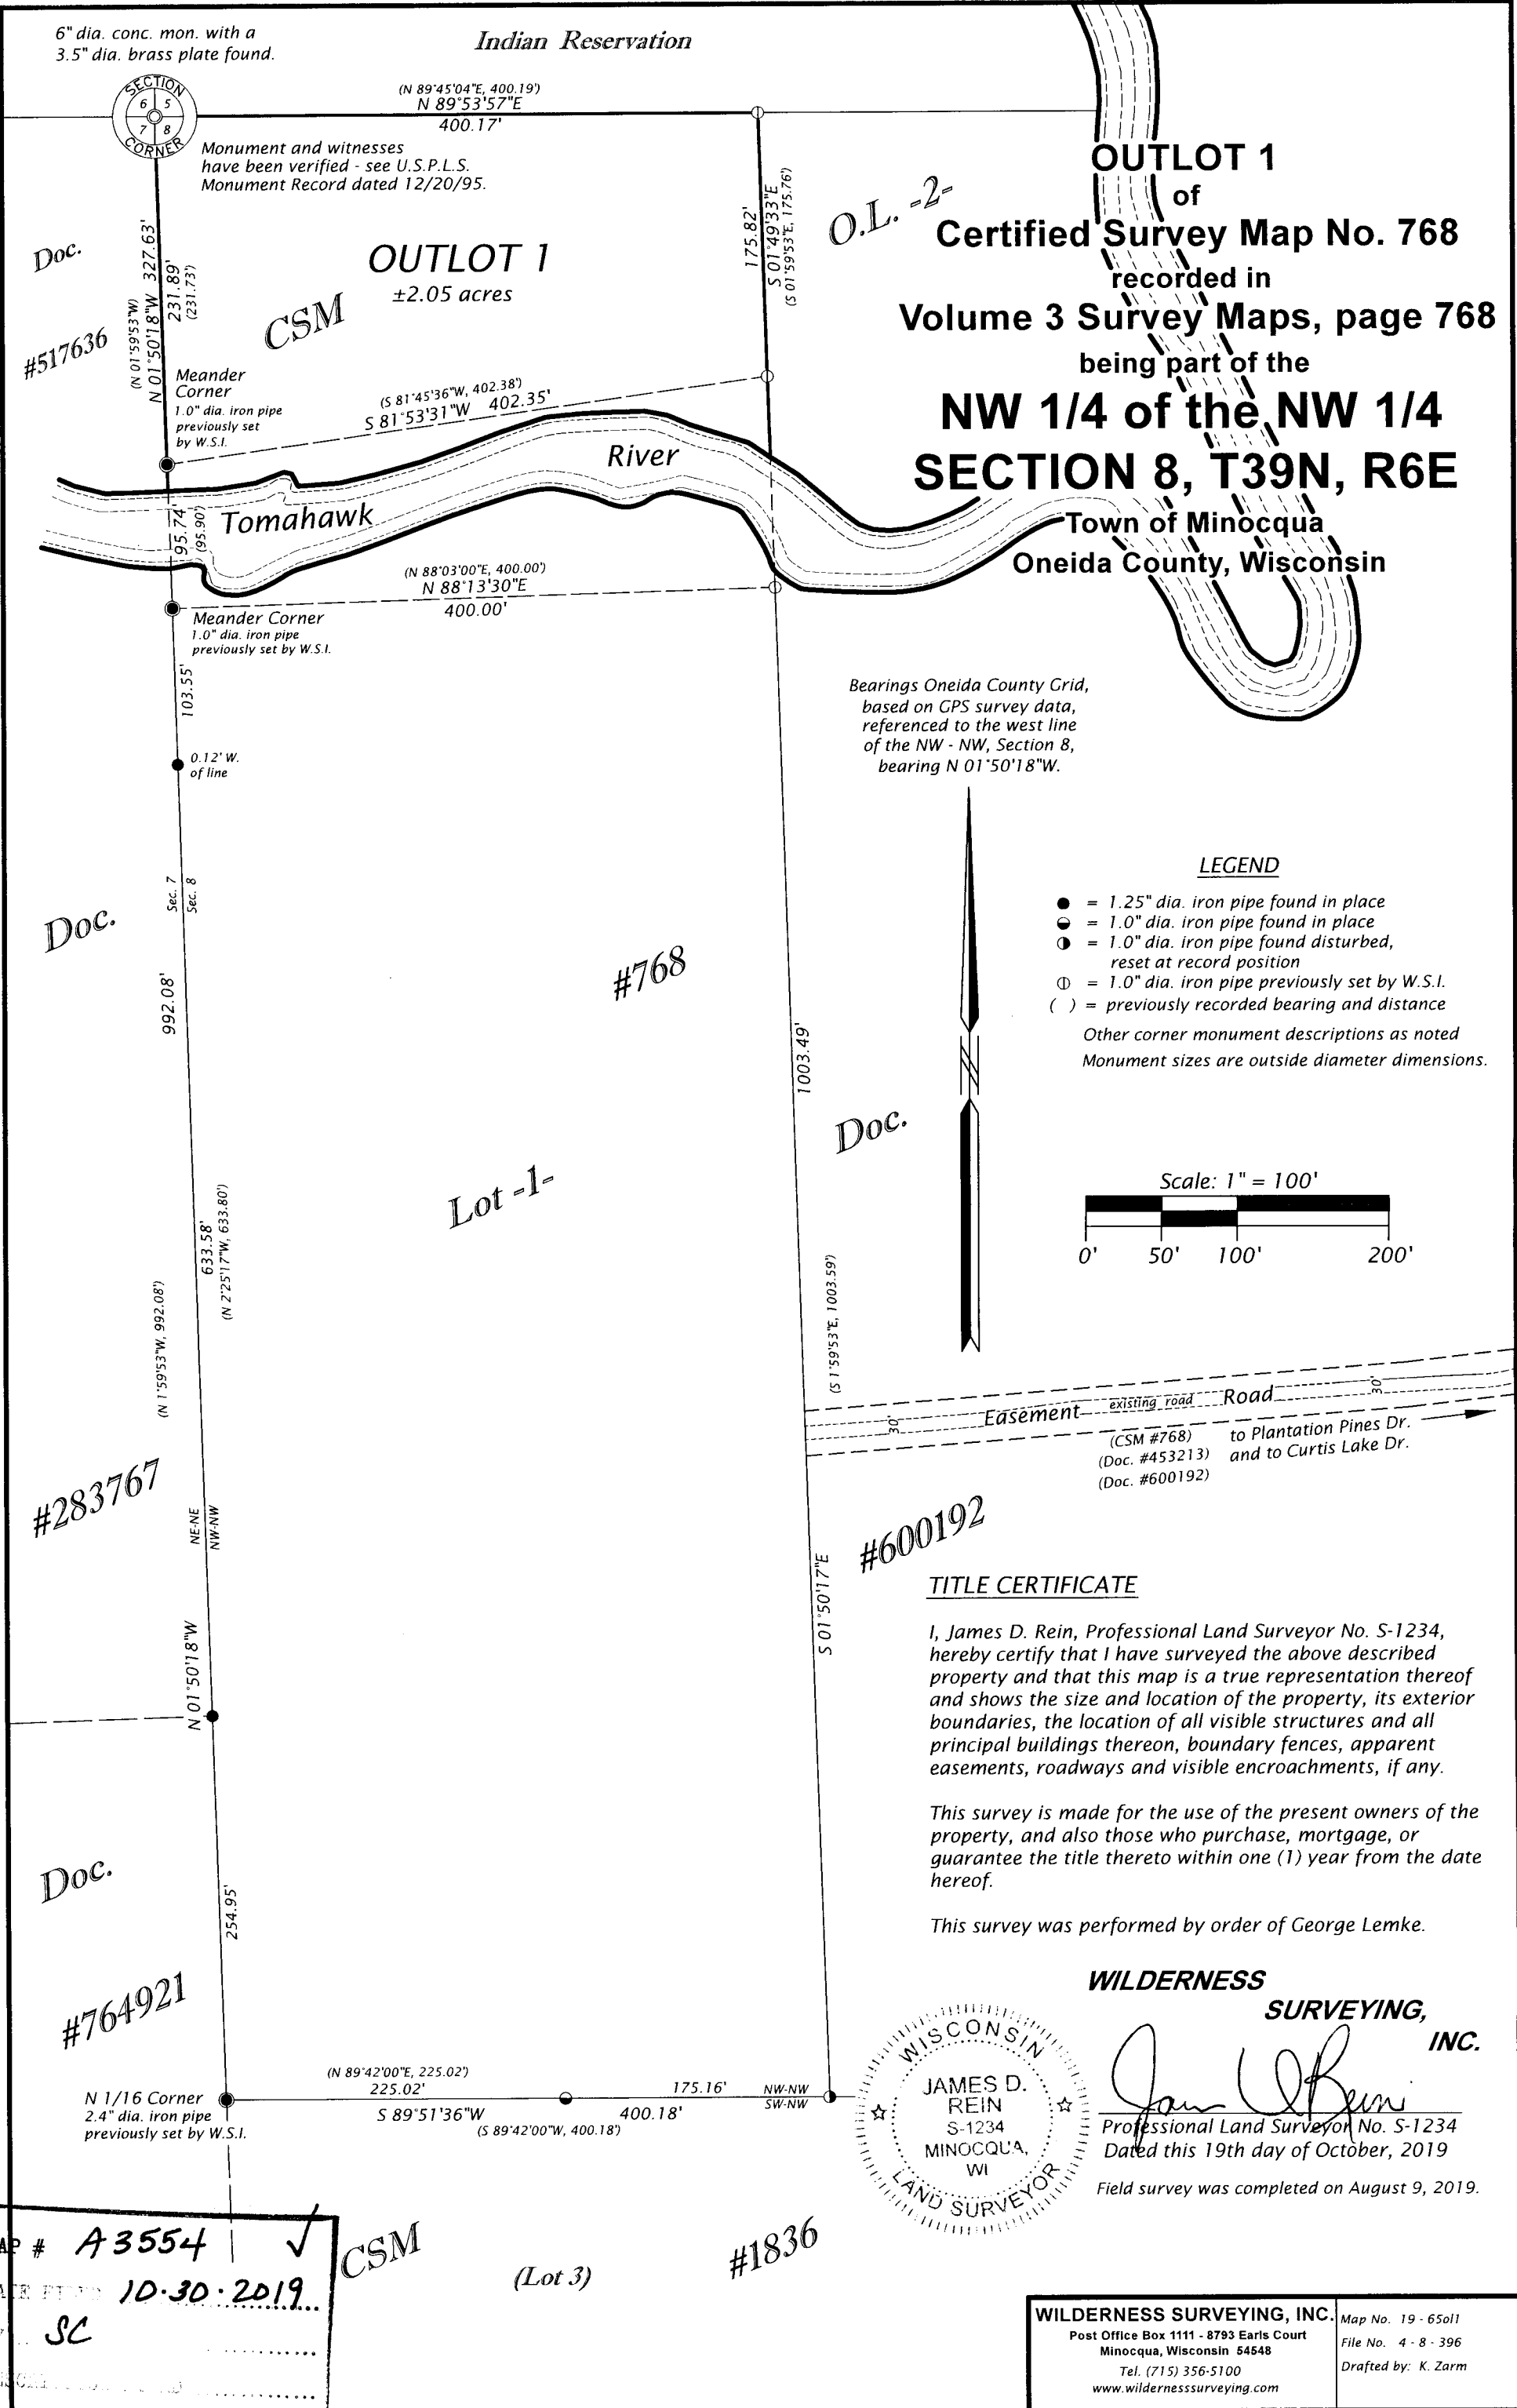 6" dia. conc. mon. with a
3.5" dia. brass plate found.
Indian Reservation
SECTION
6 5
7 8
CORNER
(N 89°45'04"E, 400.19')
N 89°53'57"E
400.17'
Monument and witnesses
have been verified - see U.S.P.L.S.
Monument Record dated 12/20/95.
OUTLOT 1
±2.05 acres
CSM
Doc.
#517636
(N 01°59'53"W)
N 01°50'18"W 327.63'
231.89'
(231.73')
175.82'
S 01°49'33"E
(S 01°59'53"E, 175.76')
O.L. -2-
OUTLOT 1
of
Certified Survey Map No. 768
recorded in
Volume 3 Survey Maps, page 768
being part of the
NW 1/4 of the NW 1/4
SECTION 8, T39N, R6E
Town of Minocqua
Oneida County, Wisconsin
Meander
Corner
1.0" dia. iron pipe
previously set
by W.S.I.
(S 81°45'36"W, 402.38')
S 81°53'31"W 402.35'
River
Tomahawk
95.74'
(95.90')
(N 88°03'00"E, 400.00')
N 88°13'30"E
400.00'
Meander Corner
1.0" dia. iron pipe
previously set by W.S.I.
103.55'
0.12' W.
of line
Bearings Oneida County Grid,
based on GPS survey data,
referenced to the west line
of the NW - NW, Section 8,
bearing N 01°50'18"W.
LEGEND
= 1.25" dia. iron pipe found in place
= 1.0" dia. iron pipe found in place
= 1.0" dia. iron pipe found disturbed,
reset at record position
= 1.0" dia. iron pipe previously set by W.S.I.
( ) = previously recorded bearing and distance
Other corner monument descriptions as noted
Monument sizes are outside diameter dimensions.
N
Sec. 7
Sec. 8
Doc.
992.08'
#768
1003.49'
Doc.
Lot -1-
Scale: 1" = 100'
0' 50' 100' 200'
633.58'
(N 2°25'17"W, 633.80')
(N 1°59'53"W, 992.08')
(S 1°59'53"E, 1003.59')
30'
Easement existing road Road
30'
(CSM #768)
(Doc. #453213)
(Doc. #600192)
to Plantation Pines Dr.
and to Curtis Lake Dr.
#283767
NE-NE
NW-NW
#600192
S 01°50'17"E
N 01°50'18"W
TITLE CERTIFICATE
I, James D. Rein, Professional Land Surveyor No. S-1234,
hereby certify that I have surveyed the above described
property and that this map is a true representation thereof
and shows the size and location of the property, its exterior
boundaries, the location of all visible structures and all
principal buildings thereon, boundary fences, apparent
easements, roadways and visible encroachments, if any.
This survey is made for the use of the present owners of the
property, and also those who purchase, mortgage, or
guarantee the title thereto within one (1) year from the date
hereof.
This survey was performed by order of George Lemke.
Doc.
254.95'
#764921
WILDERNESS
SURVEYING,
INC.
WISCONSIN
JAMES D.
REIN
S-1234
MINOCQUA,
WI
LAND SURVEYOR
Professional Land Surveyor No. S-1234
Dated this 19th day of October, 2019
Field survey was completed on August 9, 2019.
N 1/16 Corner
2.4" dia. iron pipe
previously set by W.S.I.
(N 89°42'00"E, 225.02')
225.02'
175.16'
NW-NW
SW-NW
S 89°51'36"W 400.18'
(S 89°42'00"W, 400.18')
# A3554
10·30·2019
SC
CSM
(Lot 3)
#1836
WILDERNESS SURVEYING, INC.
Post Office Box 1111 - 8793 Earls Court
Minocqua, Wisconsin 54548
Tel. (715) 356-5100
www.wildernesssurveying.com
Map No. 19 - 65ol1
File No. 4 - 8 - 396
Drafted by: K. Zarm